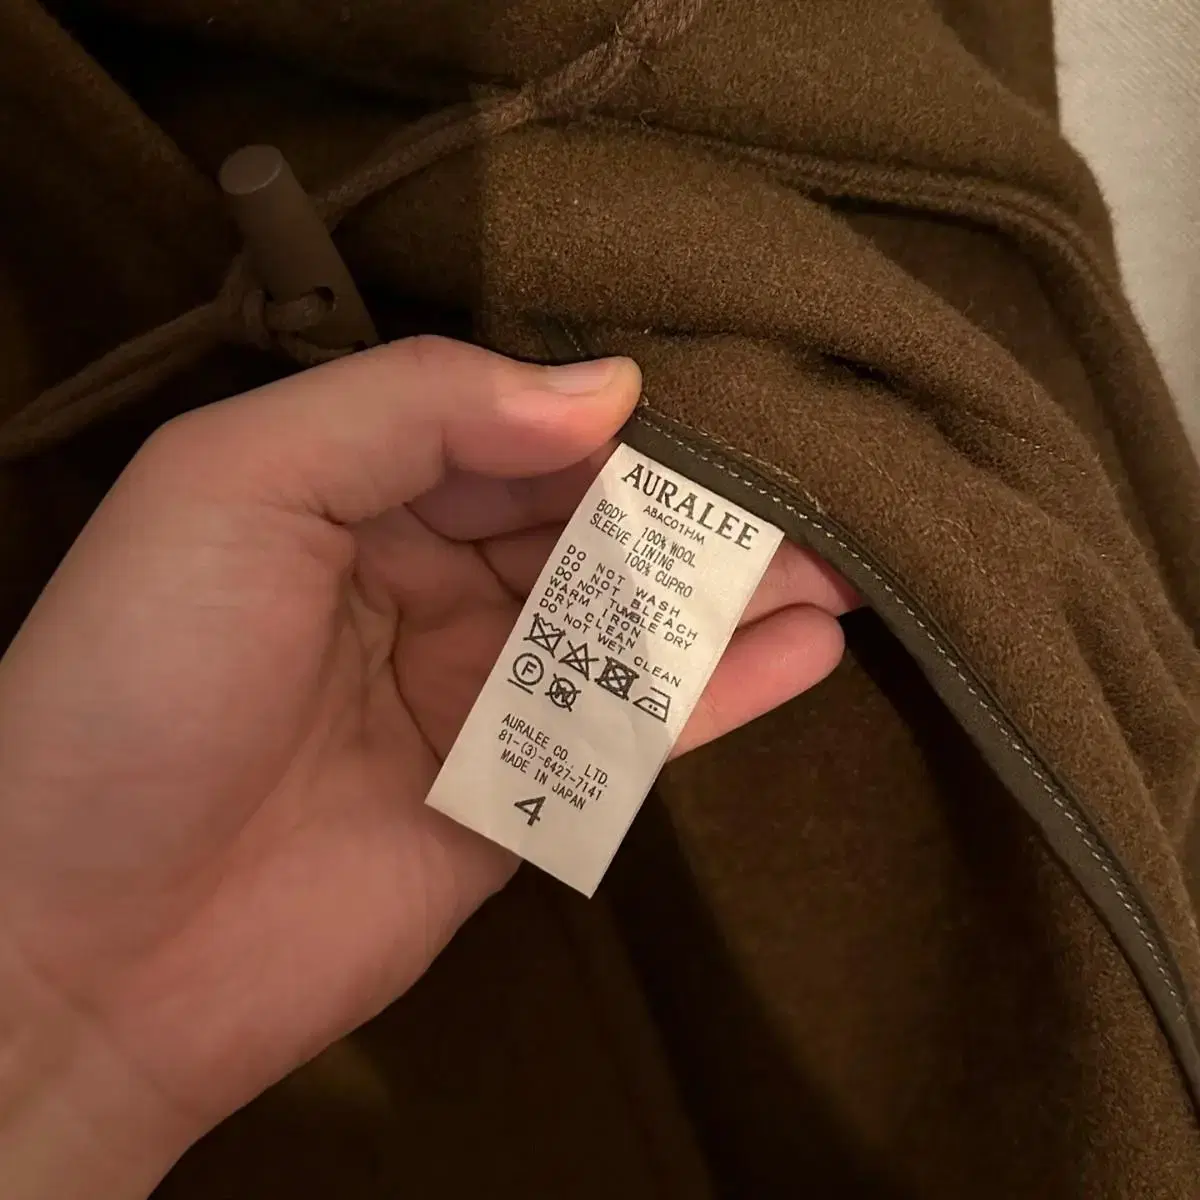 AURALEE
A8AC01HM
BODY 100% WOOL
SLEEVE LINING
100% CUPRO
DO NOT WASH
DO NOT BLEACH
DO NOT TUMBLE DRY
WARM IRON
DRY CLEAN
DO NOT WET CLEAN
F
W
AURALEE CO., LTD.
81-(3)-6427-7141
MADE IN JAPAN
4